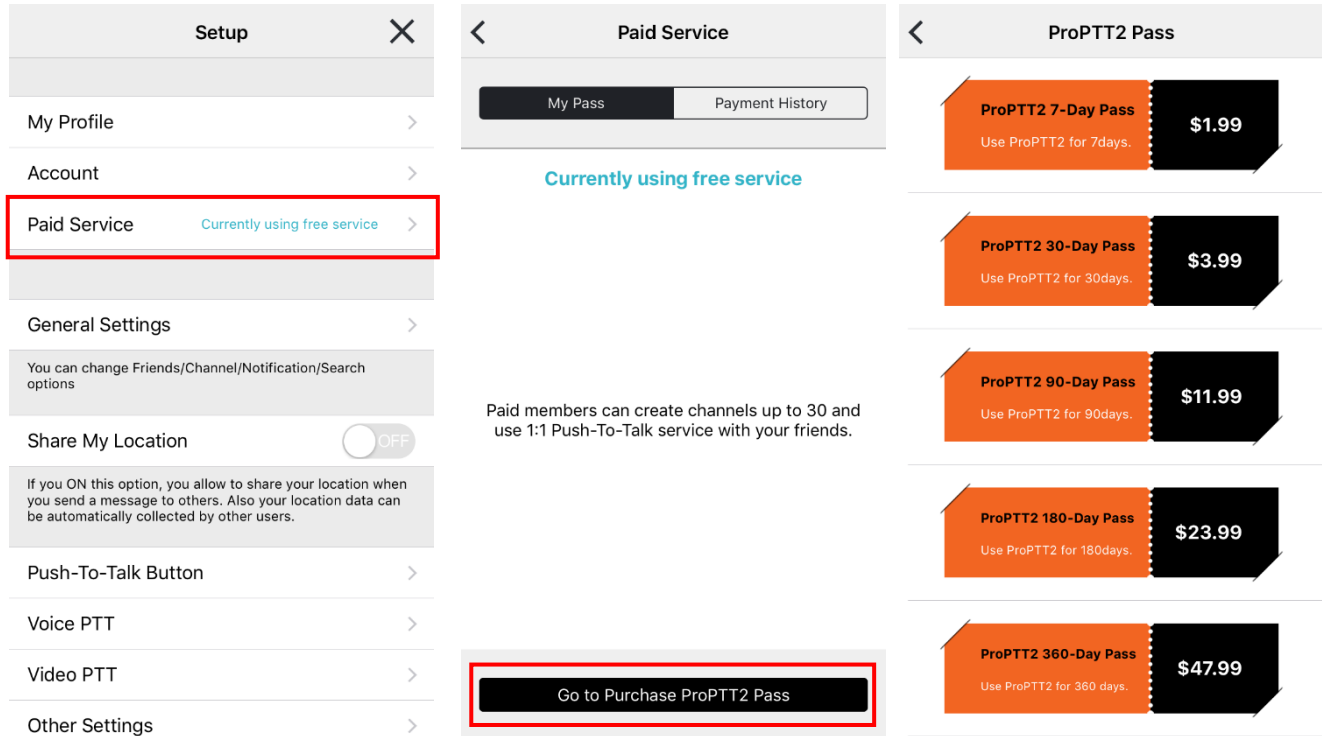 Setup
My Profile
Account
Paid Service Currently using free service
General Settings
You can change Friends/Channel/Notification/Search
options
Share My Location OFF
If you ON this option, you allow to share your location when
you send a message to others. Also your location data can
be automatically collected by other users.
Push-To-Talk Button
Voice PTT
Video PTT
Other Settings
Paid Service
My Pass Payment History
Currently using free service
Paid members can create channels up to 30 and
use 1:1 Push-To-Talk service with your friends.
Go to Purchase ProPTT2 Pass
ProPTT2 Pass
ProPTT2 7-Day Pass
Use ProPTT2 for 7days.
$1.99
ProPTT2 30-Day Pass
Use ProPTT2 for 30days.
$3.99
ProPTT2 90-Day Pass
Use ProPTT2 for 90days.
$11.99
ProPTT2 180-Day Pass
Use ProPTT2 for 180days.
$23.99
ProPTT2 360-Day Pass
Use ProPTT2 for 360 days.
$47.99